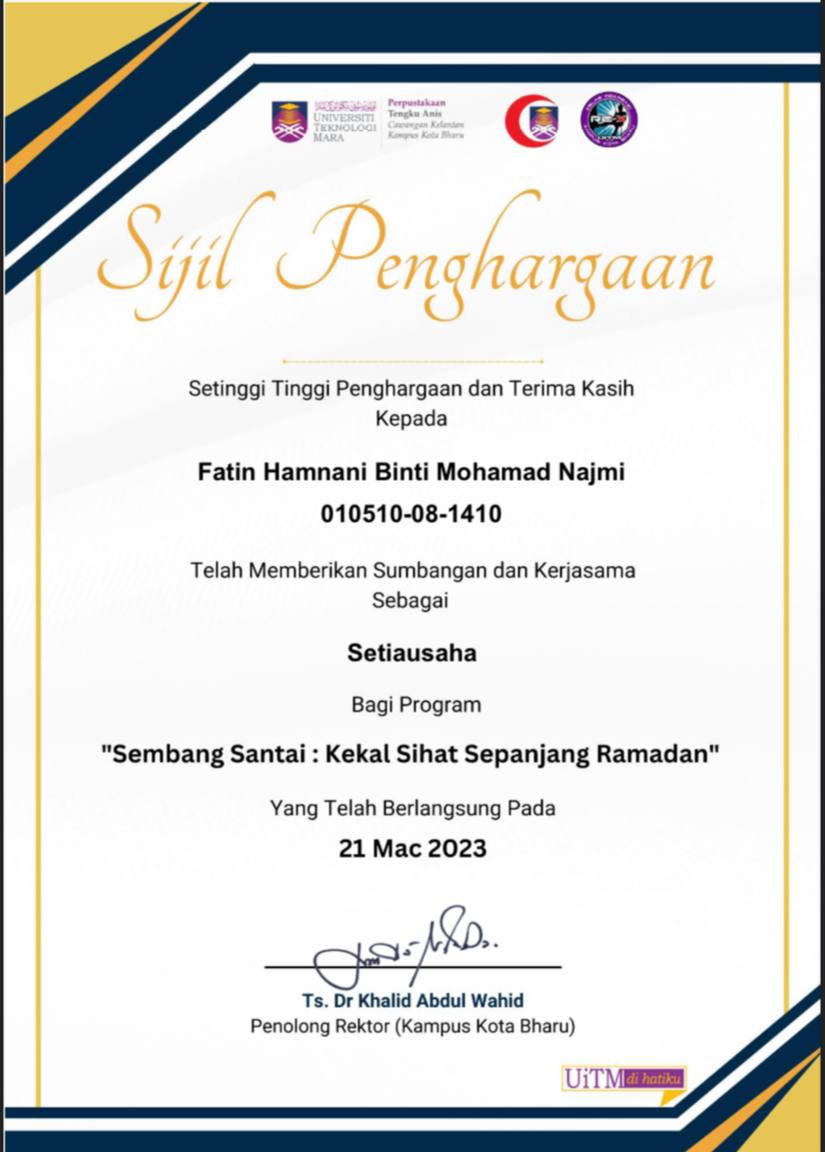 UNIVERSITI
TEKNOLOGI
MARA
Perpustakaan
Tengku Anis
Cawangan Kelantan
Kampus Kota Bharu
Sijil Penghargaan
Setinggi Tinggi Penghargaan dan Terima Kasih
Kepada
Fatin Hamnani Binti Mohamad Najmi
010510-08-1410
Telah Memberikan Sumbangan dan Kerjasama
Sebagai
Setiausaha
Bagi Program
"Sembang Santai : Kekal Sihat Sepanjang Ramadan"
Yang Telah Berlangsung Pada
21 Mac 2023
Ts. Dr Khalid Abdul Wahid
Penolong Rektor (Kampus Kota Bharu)
UiTM di hatiku